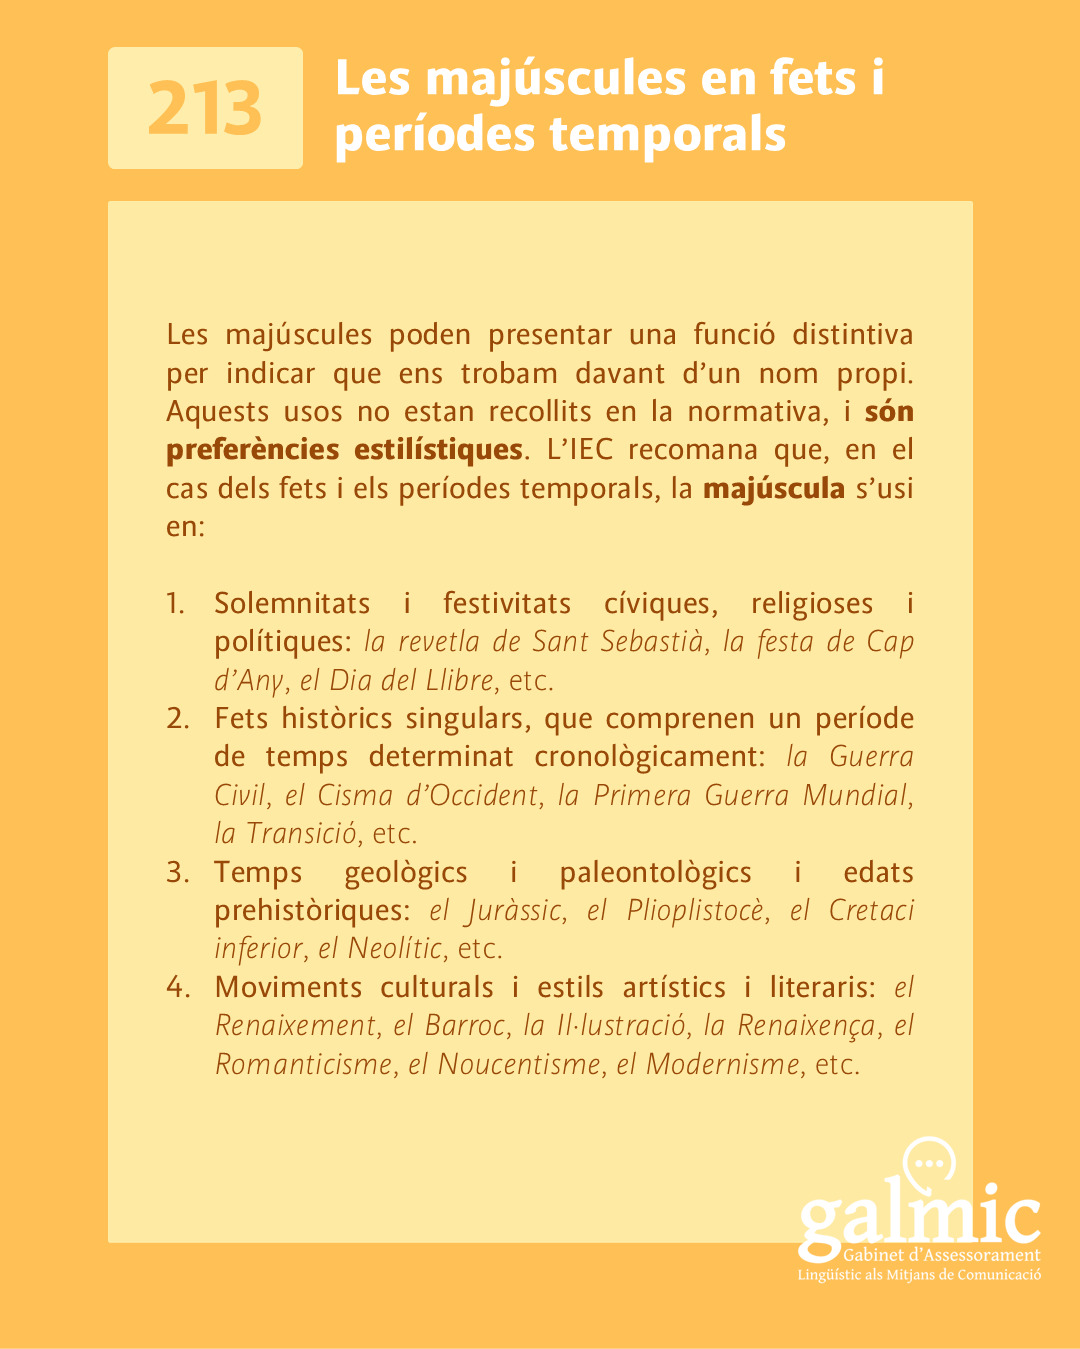 213
Les majúscules en fets i
períodes temporals
Les majúscules poden presentar una funció distintiva
per indicar que ens trobam davant d’un nom propi.
Aquests usos no estan recollits en la normativa, i són
preferències estilístiques. L’IEC recomana que, en el
cas dels fets i els períodes temporals, la majúscula s’usi
en:
1. Solemnitats i festivitats cíviques, religioses i
polítiques: la revetla de Sant Sebastià, la festa de Cap
d’Any, el Dia del Llibre, etc.
2. Fets històrics singulars, que comprenen un període
de temps determinat cronològicament: la Guerra
Civil, el Cisma d’Occident, la Primera Guerra Mundial,
la Transició, etc.
3. Temps geològics i paleontològics i edats
prehistòriques: el Juràssic, el Plioplistocè, el Cretaci
inferior, el Neolític, etc.
4. Moviments culturals i estils artístics i literaris: el
Renaixement, el Barroc, la Il·lustració, la Renaixença, el
Romanticisme, el Noucentisme, el Modernisme, etc.
galmic
Gabinet d’Assessorament
Lingüístic als Mitjans de Comunicació